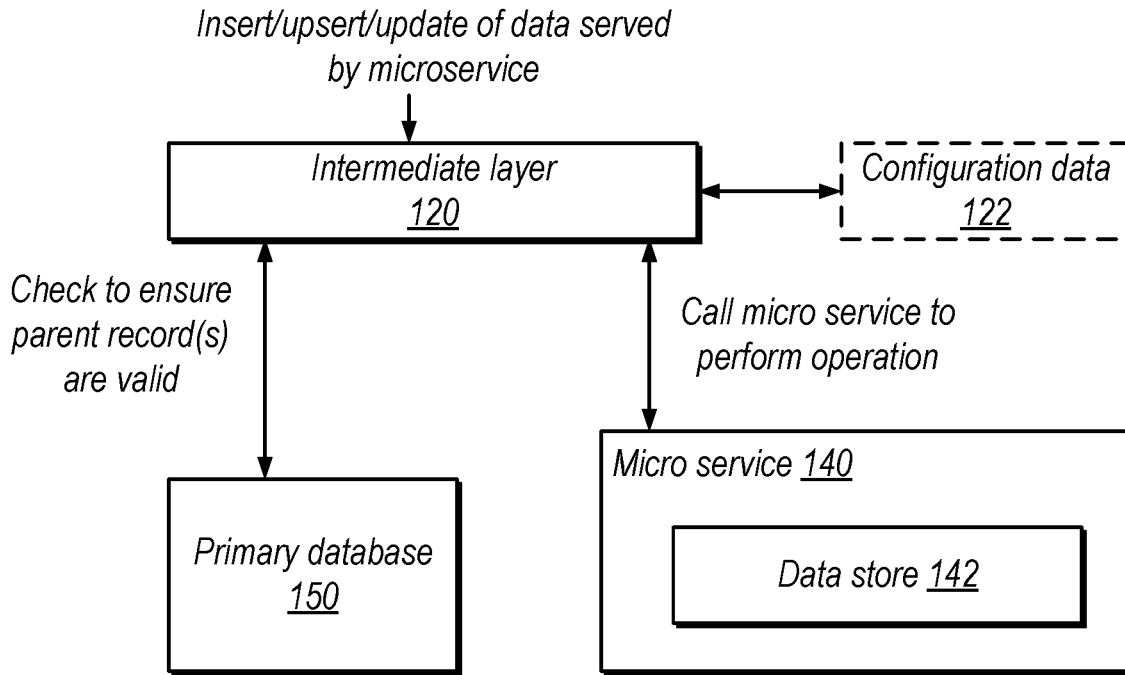 Insert/upsert/update of data served
by microservice
Intermediate layer
120
Configuration data
122
Check to ensure
parent record(s)
are valid
Call micro service to
perform operation
Primary database
150
Micro service 140
Data store 142